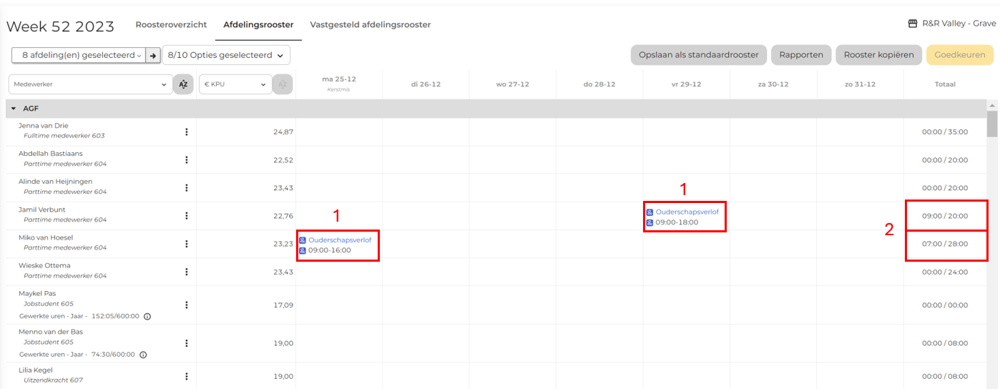 Week 52 2023
Roosteroverzicht Afdelingsrooster Vastgesteld afdelingsrooster
R&R Valley - Grave
8 afdeling(en) geselecteerd 8/10 Opties geselecteerd
Opslaan als standaardrooster Rapporten Rooster kopiëren Goedkeuren
Medewerker AZ € KPU AZ ma 25-12 di 26-12 wo 27-12 do 28-12 vr 29-12 za 30-12 zo 31-12 Totaal
Kerstmis
AGF
Jenna van Drie
Fulltime medewerker 603
24,87 00:00 / 35:00
Abdellah Bastiaans
Parttime medewerker 604
22,52 00:00 / 20:00
Alinde van Heijningen
Parttime medewerker 604
23,43 00:00 / 20:00
1
Jamil Verbunt
Parttime medewerker 604
22,76
1
Ouderschapsverlof
09:00-18:00
09:00 / 20:00
2
Miko van Hoesel
Parttime medewerker 604
23,23
Ouderschapsverlof
09:00-16:00
07:00 / 28:00
Wieske Ottema
Parttime medewerker 604
23,43 00:00 / 24:00
Maykel Pas
Jobstudent 605
Gewerkte uren - Jaar - 152:05/600:00
17,09 00:00 / 00:00
Menno van der Bas
Jobstudent 605
Gewerkte uren - Jaar - 74:30/600:00
19,00 00:00 / 08:00
Lilia Kegel
Uitzendkracht 607
19,00 00:00 / 08:00